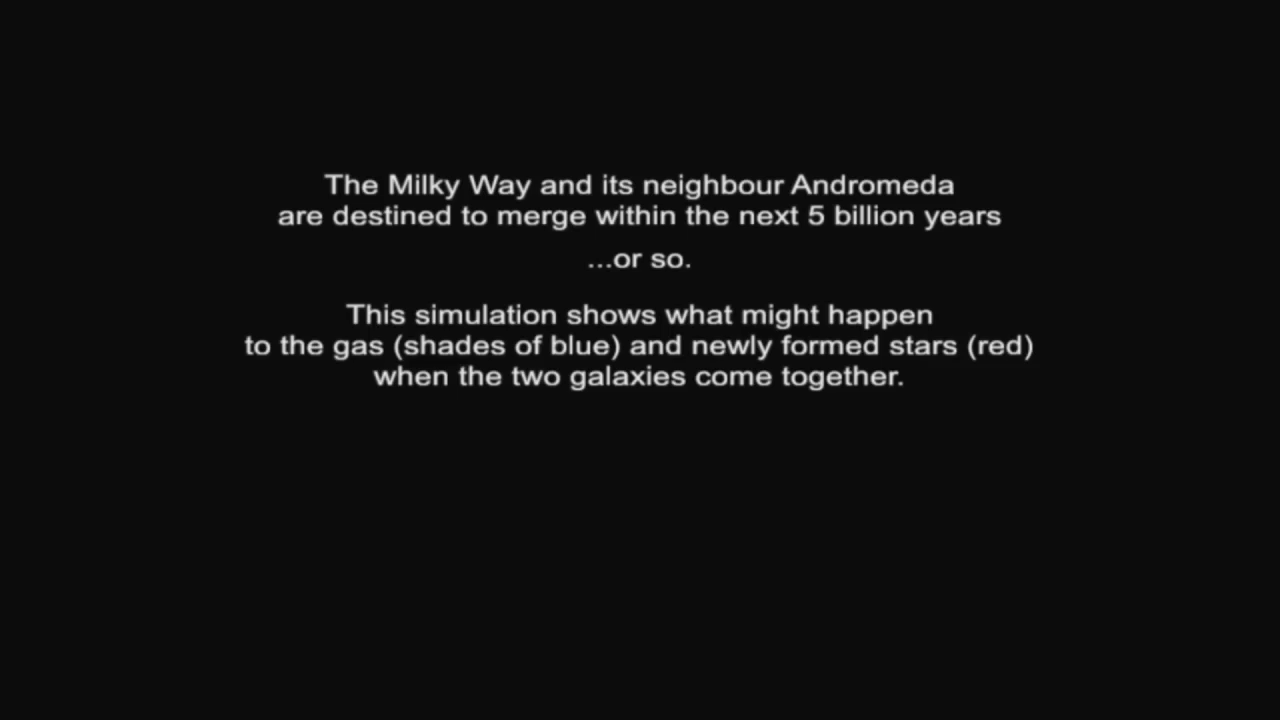 The Milky Way and its neighbour Andromeda
are destined to merge within the next 5 billion years
...or so.
This simulation shows what might happen
to the gas (shades of blue) and newly formed stars (red)
when the two galaxies come together.